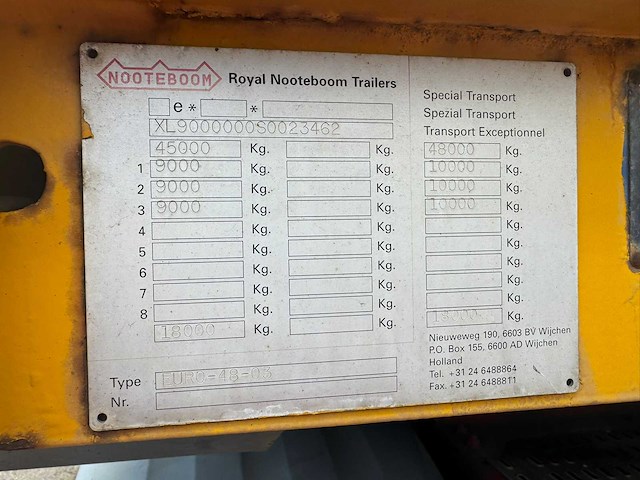 NOOTEBOOM Royal Nooteboom Trailers
e* *
XL9000000S0023462
45000 Kg. Kg.
1 9000 Kg. Kg.
2 9000 Kg. Kg.
3 9000 Kg. Kg.
4 Kg. Kg.
5 Kg. Kg.
6 Kg. Kg.
7 Kg. Kg.
8 Kg. Kg.
18000 Kg. Kg.
Type EURO-48-03
Nr.
Special Transport
Spezial Transport
Transport Exceptionnel
48000 Kg.
10000 Kg.
10000 Kg.
10000 Kg.
Kg.
Kg.
Kg.
Kg.
Kg.
18000 Kg.
Nieuweweg 190, 6603 BV Wijchen
P.O. Box 155, 6600 AD Wijchen
Holland
Tel. +31 24 6488864
Fax. +31 24 6488811